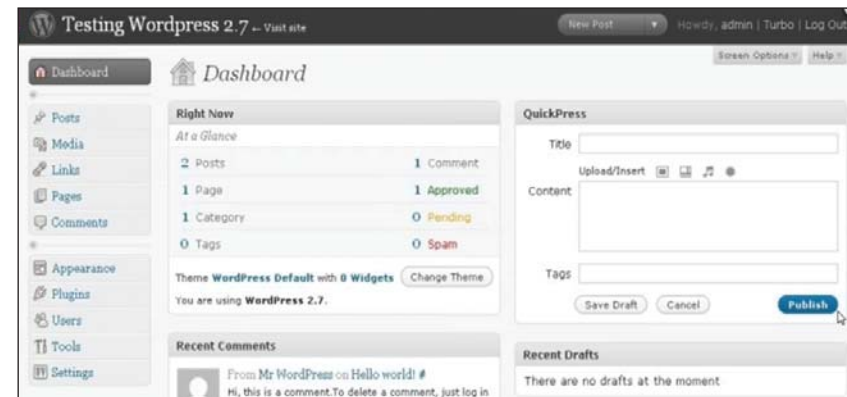 Testing Wordpress 2.7 ← Visit site
New Post
Howdy, admin | Turbo | Log Out
Screen Options
Help
Dashboard
Posts
Media
Links
Pages
Comments
Appearance
Plugins
Users
Tools
Settings
Dashboard
Right Now
At a Glance
2 Posts 1 Comment
1 Page 1 Approved
1 Category 0 Pending
0 Tags 0 Spam
Theme WordPress Default with 0 Widgets Change Theme
You are using WordPress 2.7.
Recent Comments
From Mr WordPress on Hello world! #
Hi, this is a comment.To delete a comment, just log in
QuickPress
Title
Upload/Insert
Content
Tags
Save Draft Cancel Publish
Recent Drafts
There are no drafts at the moment